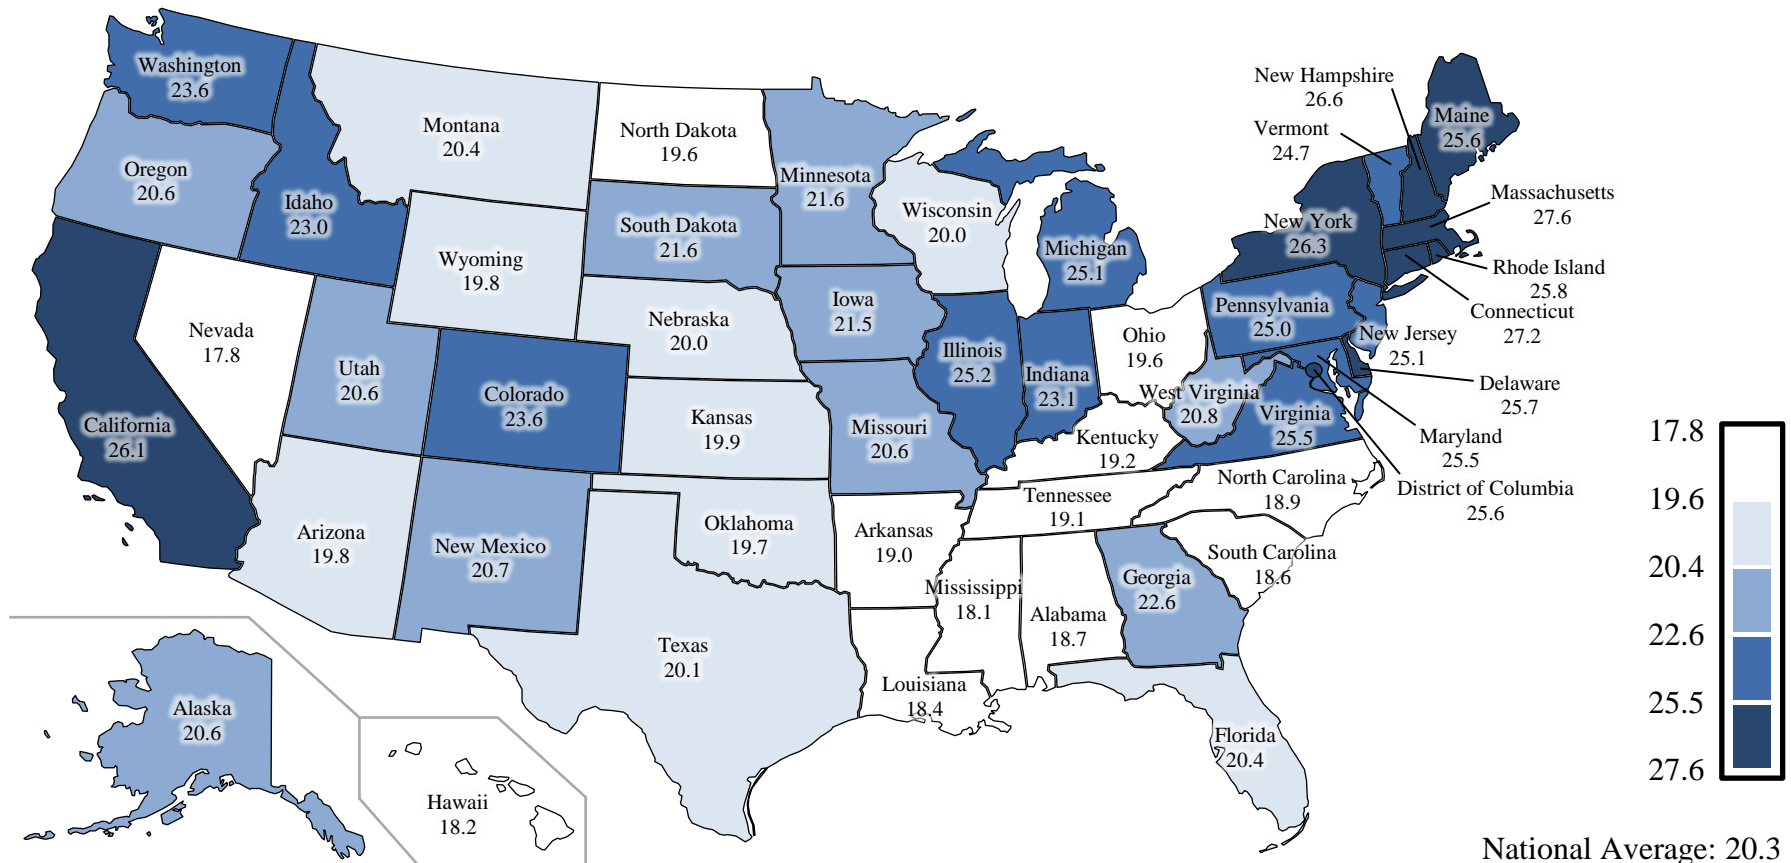 Washington
23.6
Oregon
20.6
Idaho
23.0
Montana
20.4
North Dakota
19.6
Minnesota
21.6
South Dakota
21.6
Wyoming
19.8
Wisconsin
20.0
Michigan
25.1
New Hampshire
26.6
Vermont
24.7
Maine
25.6
Massachusetts
27.6
New York
26.3
Rhode Island
25.8
Connecticut
27.2
Pennsylvania
25.0
New Jersey
25.1
Nevada
17.8
Utah
20.6
Colorado
23.6
Nebraska
20.0
Iowa
21.5
Illinois
25.2
Indiana
23.1
Ohio
19.6
West Virginia
20.8
Virginia
25.5
Delaware
25.7
Maryland
25.5
District of Columbia
25.6
California
26.1
Kansas
19.9
Missouri
20.6
Kentucky
19.2
Arizona
19.8
New Mexico
20.7
Oklahoma
19.7
Arkansas
19.0
Tennessee
19.1
North Carolina
18.9
South Carolina
18.6
Mississippi
18.1
Alabama
18.7
Georgia
22.6
Texas
20.1
Louisiana
18.4
Florida
20.4
Alaska
20.6
Hawaii
18.2
17.8
19.6
20.4
22.6
25.5
27.6
National Average: 20.3